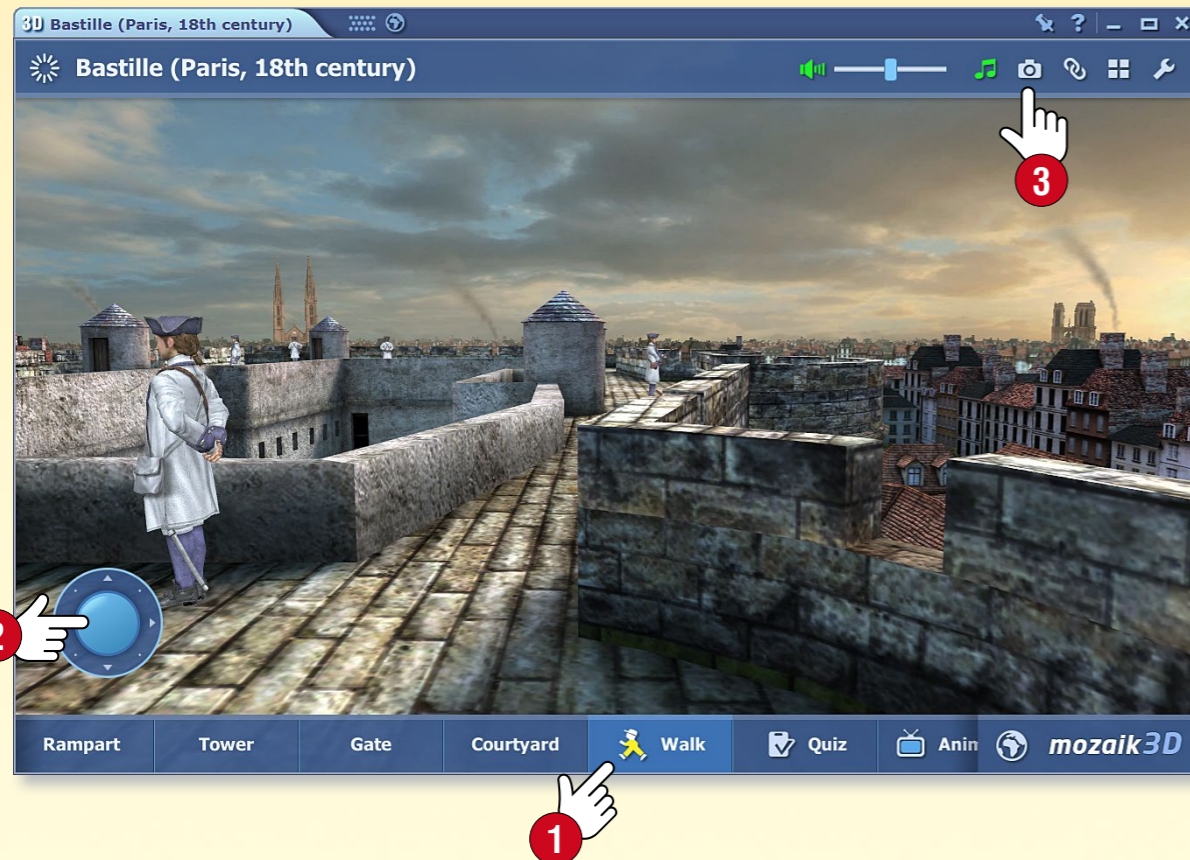 3D Bastille (Paris, 18th century)
Bastille (Paris, 18th century)
3
2
Rampart Tower Gate Courtyard Walk Quiz Anim mozaik3D
1